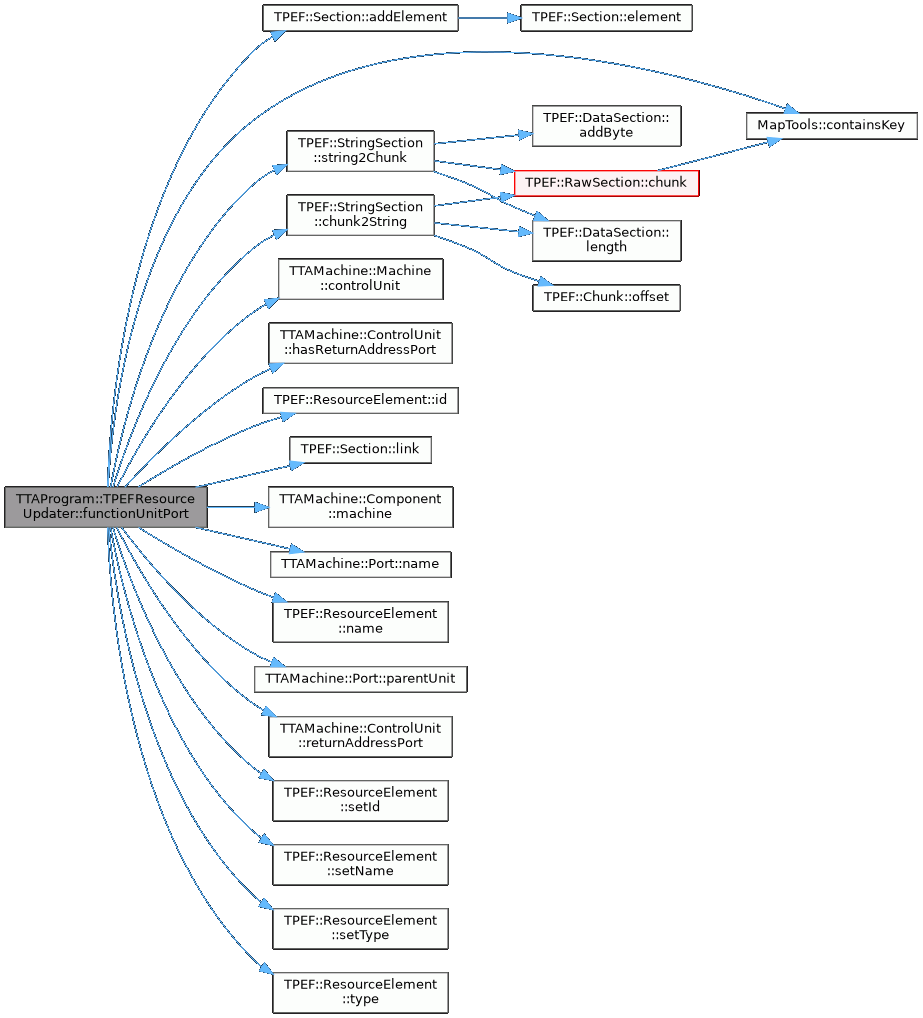 TPEF::Section::addElement
TPEF::Section::element
MapTools::containsKey
TPEF::DataSection::
addByte
TPEF::StringSection
::string2Chunk
TPEF::RawSection::chunk
TPEF::StringSection
::chunk2String
TPEF::DataSection::
length
TTAMachine::Machine
::controlUnit
TPEF::Chunk::offset
TTAMachine::ControlUnit
::hasReturnAddressPort
TPEF::ResourceElement::id
TPEF::Section::link
TTAProgram::TPEFResource
Updater::functionUnitPort
TTAMachine::Component
::machine
TTAMachine::Port::name
TPEF::ResourceElement
::name
TTAMachine::Port::parentUnit
TTAMachine::ControlUnit
::returnAddressPort
TPEF::ResourceElement
::setId
TPEF::ResourceElement
::setName
TPEF::ResourceElement
::setType
TPEF::ResourceElement
::type